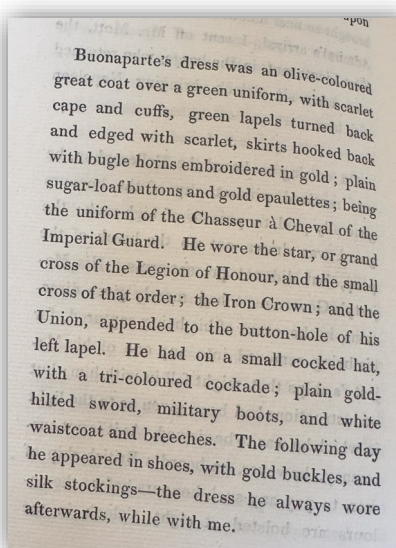 upon
Buonaparte's dress was an olive-coloured
great coat over a green uniform, with scarlet
cape and cuffs, green lapels turned back
and edged with scarlet, skirts hooked back
with bugle horns embroidered in gold; plain
sugar-loaf buttons and gold epaulettes; being
the uniform of the Chasseur à Cheval of the
Imperial Guard. He wore the star, or grand
cross of the Legion of Honour, and the small
cross of that order; the Iron Crown; and the
Union, appended to the button-hole of his
left lapel. He had on a small cocked hat,
with a tri-coloured cockade; plain gold-
hilted sword, military boots, and white
waistcoat and breeches. The following day
he appeared in shoes, with gold buckles, and
silk stockings—the dress he always wore
afterwards, while with me.